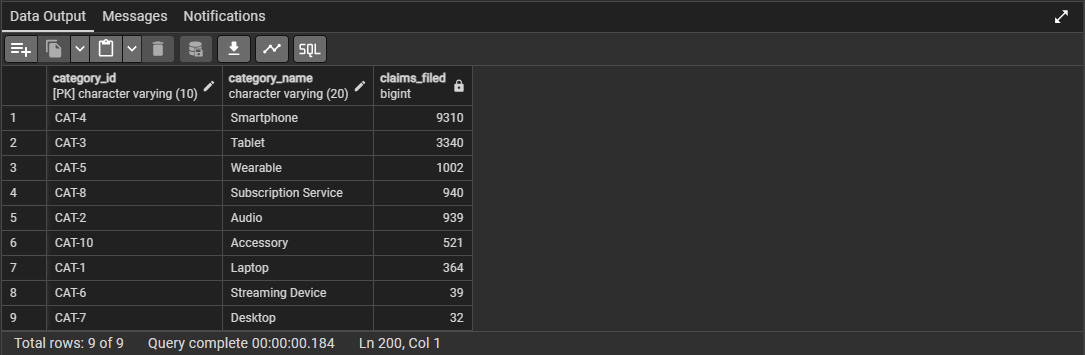 Data Output Messages Notifications
SQL
category_id category_name claims_filed
[PK] character varying (10) character varying (20) bigint
1 CAT-4 Smartphone 9310
2 CAT-3 Tablet 3340
3 CAT-5 Wearable 1002
4 CAT-8 Subscription Service 940
5 CAT-2 Audio 939
6 CAT-10 Accessory 521
7 CAT-1 Laptop 364
8 CAT-6 Streaming Device 39
9 CAT-7 Desktop 32
Total rows: 9 of 9 Query complete 00:00:00.184 Ln 200, Col 1